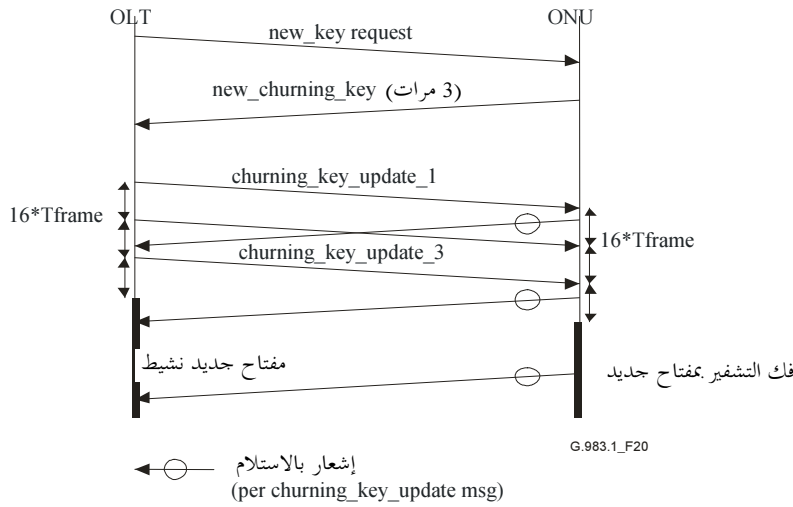 OLT
ONU
new_key request
new_churning_key (3 مرات)
churning_key_update_1
16*Tframe
16*Tframe
churning_key_update_3
مفتاح جديد نشيط
فك التشفير بمفتاح جديد
G.983.1_F20
إشعار بالاستلام
(per churning_key_update msg)